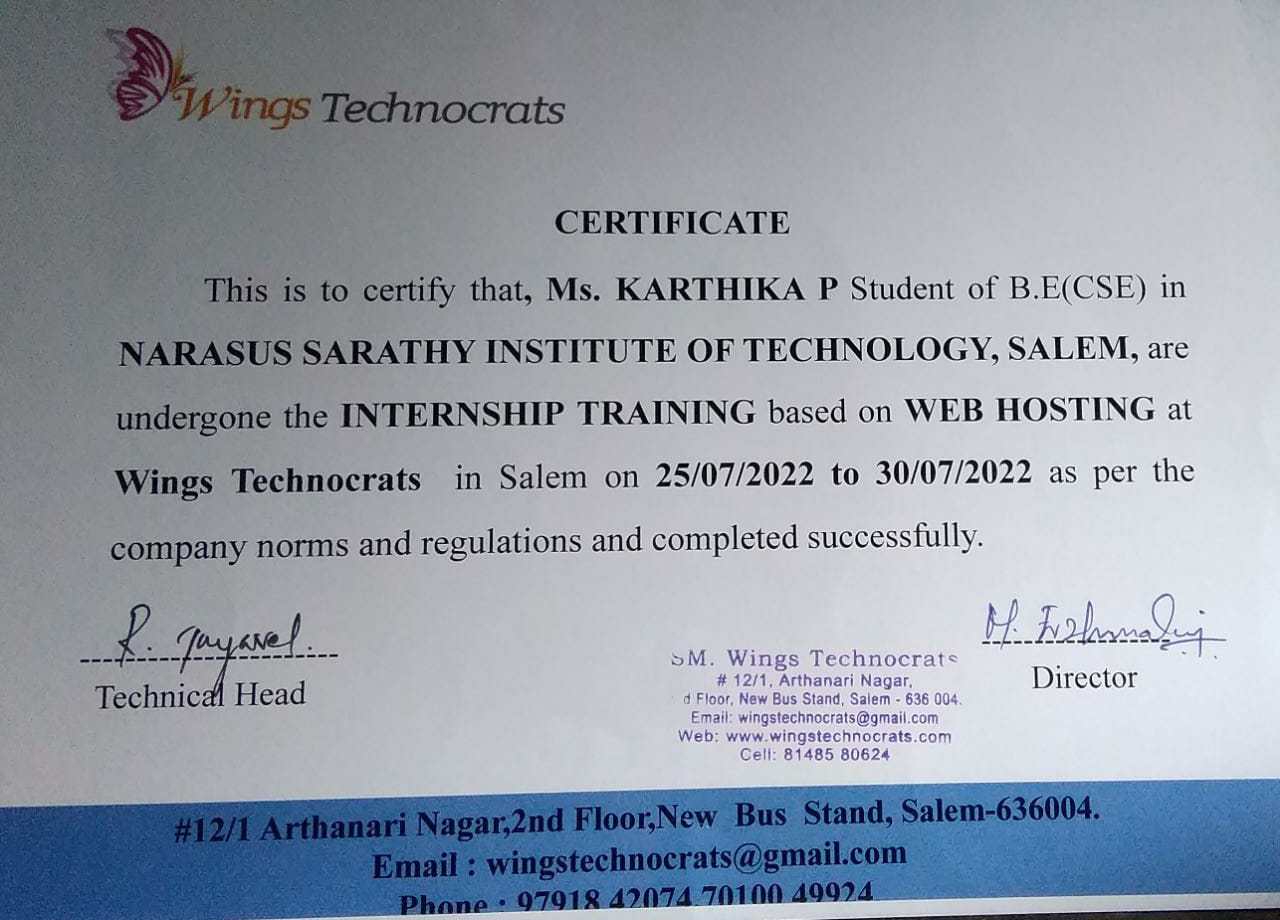 Wings Technocrats
CERTIFICATE
This is to certify that, Ms. KARTHIKA P Student of B.E(CSE) in
NARASUS SARATHY INSTITUTE OF TECHNOLOGY, SALEM, are
undergone the INTERNSHIP TRAINING based on WEB HOSTING at
Wings Technocrats in Salem on 25/07/2022 to 30/07/2022 as per the
company norms and regulations and completed successfully.
R. Jayavel.
Technical Head
M.
Director
SM. Wings Technocrats
# 12/1, Arthanari Nagar,
d Floor, New Bus Stand, Salem - 636 004.
Email: wingstechnocrats@gmail.com
Web: www.wingstechnocrats.com
Cell: 81485 80624
#12/1 Arthanari Nagar,2nd Floor,New Bus Stand, Salem-636004.
Email : wingstechnocrats@gmail.com
Phone : 97918 42074 70100 49924